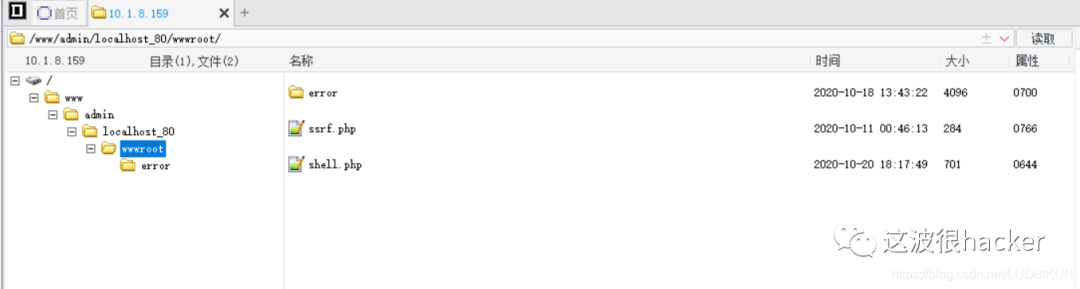 首页 10.1.8.159
/www/admin/localhost_80/wwwroot/ 读取
10.1.8.159 目录(1),文件(2) 名称 时间 大小 属性
/
www
admin
localhost_80
wwwroot
error
error 2020-10-18 13:43:22 4096 0700
ssrf.php 2020-10-11 00:46:13 284 0766
shell.php 2020-10-20 18:17:49 701 0644
这波很hacker
https://blog.csdn.net/LUOBIKUN